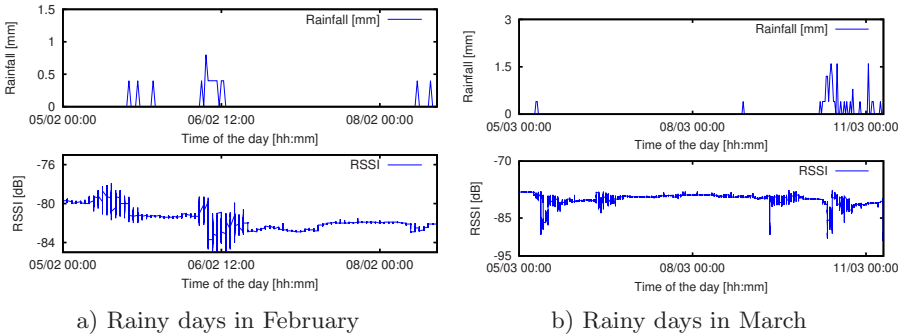 1.5
Rainfall [mm]
1
0.5
0
Rainfall [mm]
05/02 00:00 06/02 12:00 08/02 00:00
Time of the day [hh:mm]
-76
RSSI
-80
-84
RSSI [dB]
05/02 00:00 06/02 12:00 08/02 00:00
Time of the day [hh:mm]
a) Rainy days in February
3
Rainfall [mm]
1.5
0
Rainfall [mm]
05/03 00:00 08/03 00:00 11/03 00:00
Time of the day [hh:mm]
-70
RSSI
-85
-95
RSSI [dB]
05/03 00:00 08/03 00:00 11/03 00:00
Time of the day [hh:mm]
b) Rainy days in March